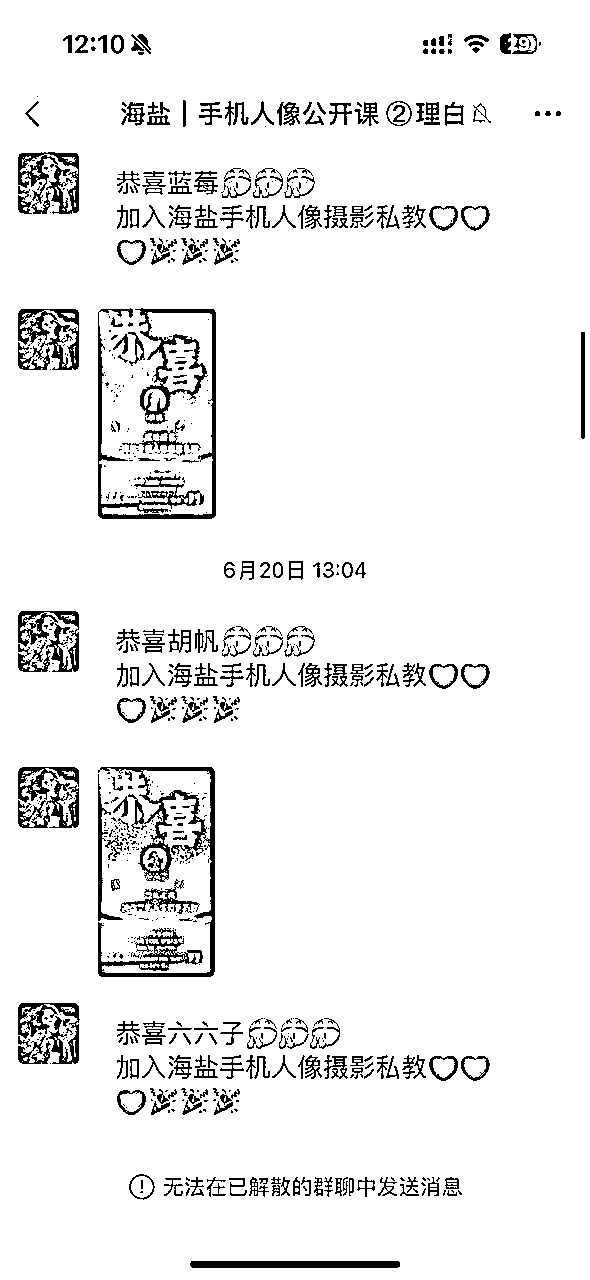 12:10
29
海盐｜手机人像公开课②理白
恭喜蓝莓
加入海盐手机人像摄影私教
恭
喜
6月20日 13:04
恭喜胡帆
加入海盐手机人像摄影私教
恭
喜
恭喜六六子
加入海盐手机人像摄影私教
无法在已解散的群聊中发送消息